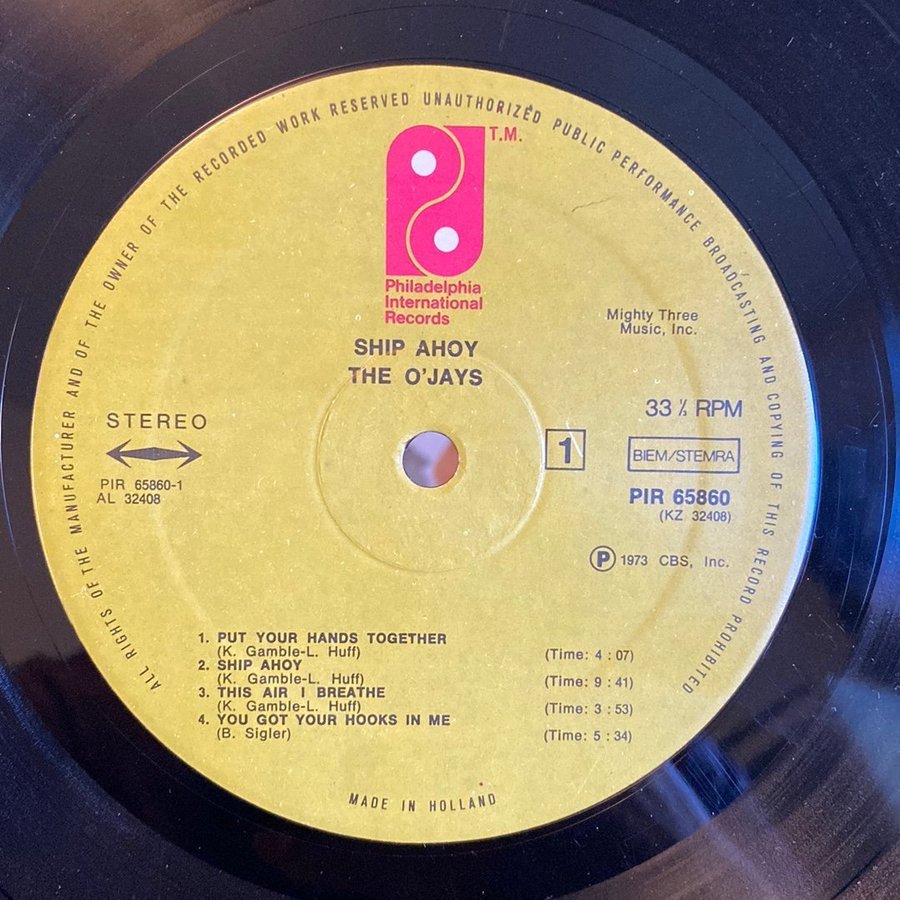 ALL RIGHTS OF THE MANUFACTURER AND OF THE OWNER OF THE RECORDED WORK RESERVED UNAUTHORIZED PUBLIC PERFORMANCE BROADCASTING AND COPYING OF THIS RECORD PROHIBITED
T.M.
Philadelphia
International
Records
Mighty Three
Music, Inc.
SHIP AHOY
THE O'JAYS
STEREO
33 ⅓ RPM
1
BIEM/STEMRA
PIR 65860-1
AL 32408
PIR 65860
(KZ 32408)
Ⓟ 1973 CBS, Inc.
1. PUT YOUR HANDS TOGETHER
(K. Gamble-L. Huff) (Time: 4 : 07)
2. SHIP AHOY
(K. Gamble-L. Huff) (Time: 9 : 41)
3. THIS AIR I BREATHE
(K. Gamble-L. Huff) (Time: 3 : 53)
4. YOU GOT YOUR HOOKS IN ME
(B. Sigler) (Time: 5 : 34)
MADE IN HOLLAND